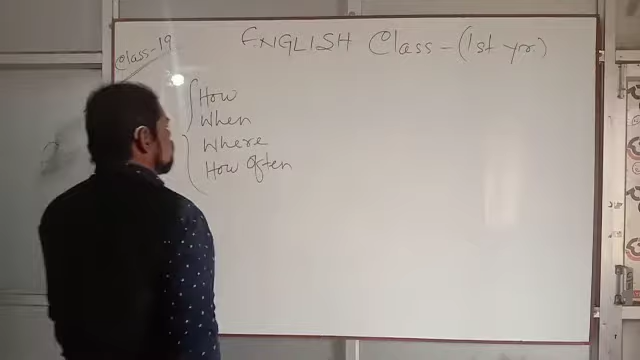 Class-19
ENGLISH Class - (1st yr.)
How
When
Where
How Often